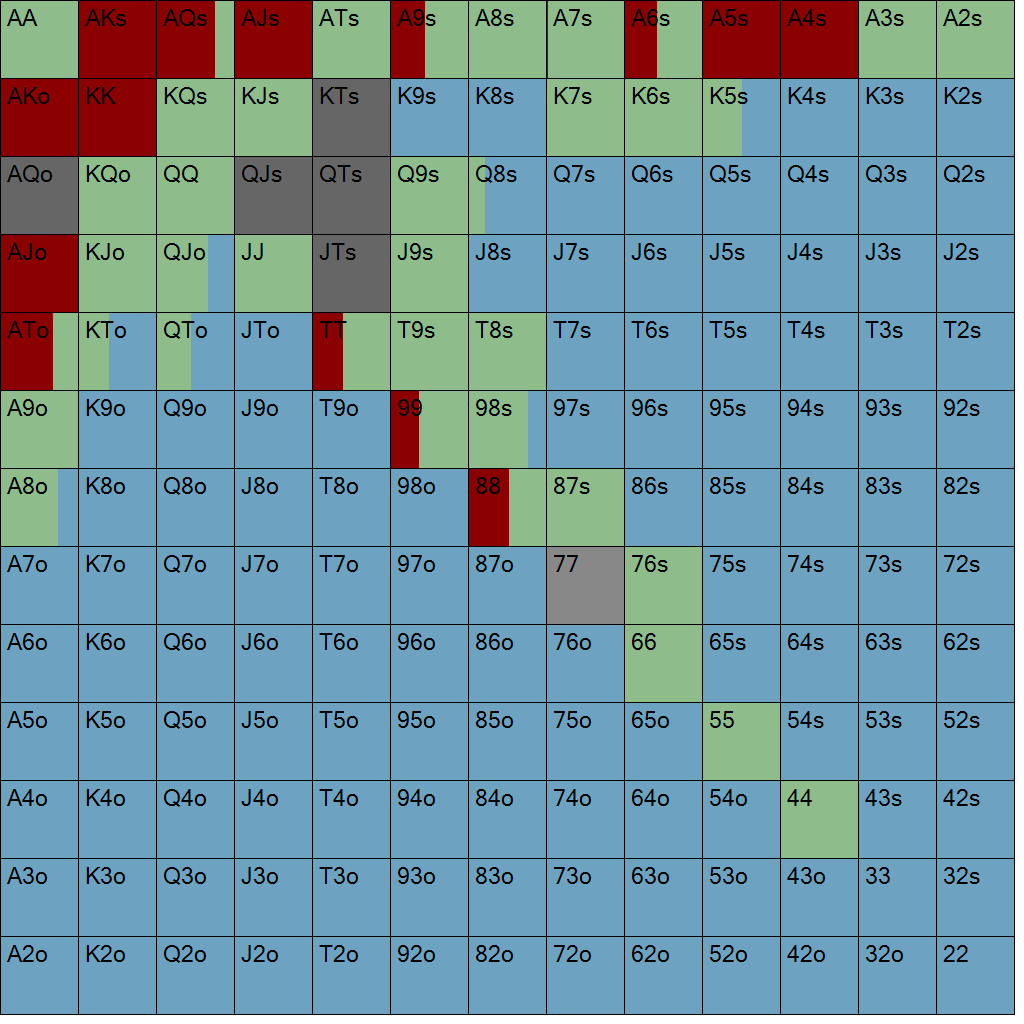 AA AKs AQs AJs ATs A9s A8s A7s A6s A5s A4s A3s A2s
AKo KK KQs KJs KTs K9s K8s K7s K6s K5s K4s K3s K2s
AQo KQo QQ QJs QTs Q9s Q8s Q7s Q6s Q5s Q4s Q3s Q2s
AJo KJo QJo JJ JTs J9s J8s J7s J6s J5s J4s J3s J2s
ATo KTo QTo JTo TT T9s T8s T7s T6s T5s T4s T3s T2s
A9o K9o Q9o J9o T9o 99 98s 97s 96s 95s 94s 93s 92s
A8o K8o Q8o J8o T8o 98o 88 87s 86s 85s 84s 83s 82s
A7o K7o Q7o J7o T7o 97o 87o 77 76s 75s 74s 73s 72s
A6o K6o Q6o J6o T6o 96o 86o 76o 66 65s 64s 63s 62s
A5o K5o Q5o J5o T5o 95o 85o 75o 65o 55 54s 53s 52s
A4o K4o Q4o J4o T4o 94o 84o 74o 64o 54o 44 43s 42s
A3o K3o Q3o J3o T3o 93o 83o 73o 63o 53o 43o 33 32s
A2o K2o Q2o J2o T2o 92o 82o 72o 62o 52o 42o 32o 22